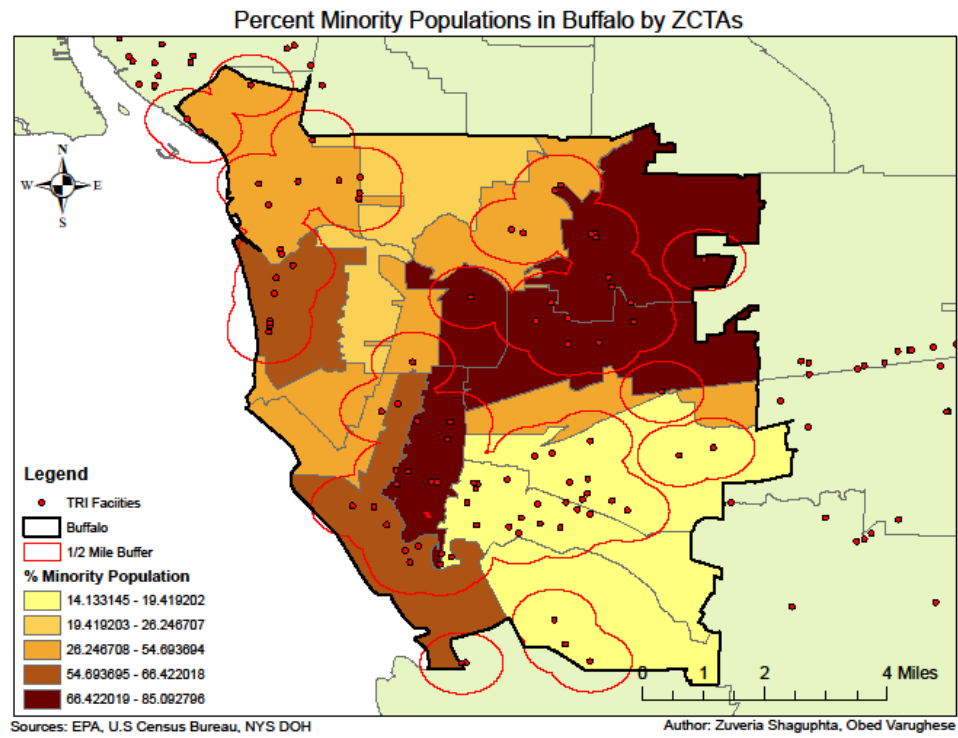 Percent Minority Populations in Buffalo by ZCTAs
N
W E
S
Legend
TRI Faciities
Buffalo
1/2 Mile Buffer
% Minority Population
14.133145 - 19.419202
19.419203 - 26.246707
26.246708 - 54.693694
54.693695 - 66.422018
66.422019 - 85.092796
0 1 2 4 Miles
Sources: EPA, U.S Census Bureau, NYS DOH
Author: Zuveria Shaguphta, Obed Varughese